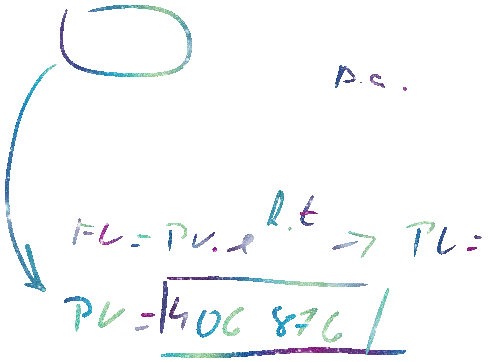 p.a.
FV = PV. e^R.t → PV =
PV = 406 876